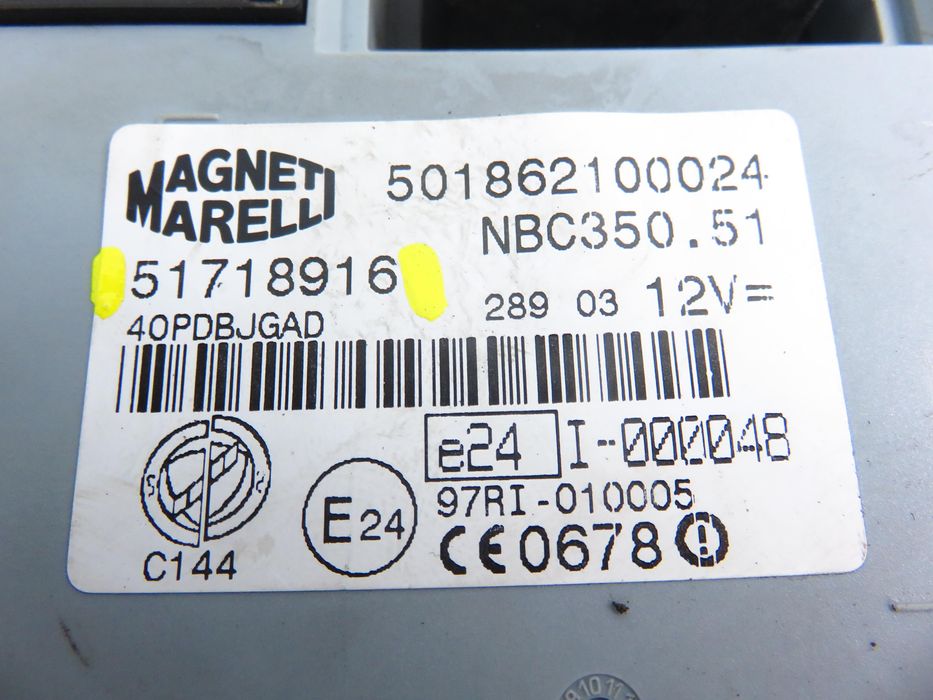 MAGNETI
MARELLI
501862100024
NBC350.51
51718916
289 03 12V=
40PDBJGAD
e24 I-000048
97RI-010005
E24
CE0678
C144